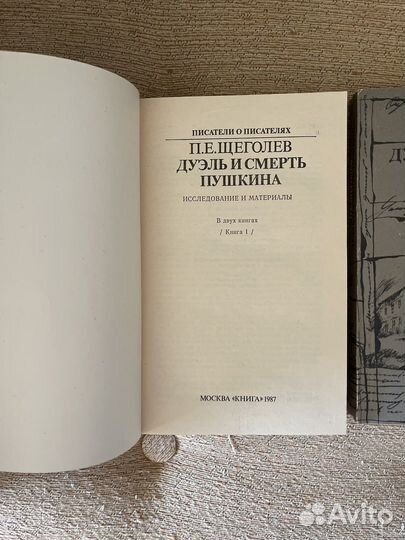 ПИСАТЕЛИ О ПИСАТЕЛЯХ
П.Е.ЩЕГОЛЕВ
ДУЭЛЬ И СМЕРТЬ
ПУШКИНА
ИССЛЕДОВАНИЕ И МАТЕРИАЛЫ
В двух книгах
/ Книга 1 /
МОСКВА «КНИГА» 1987
Avito